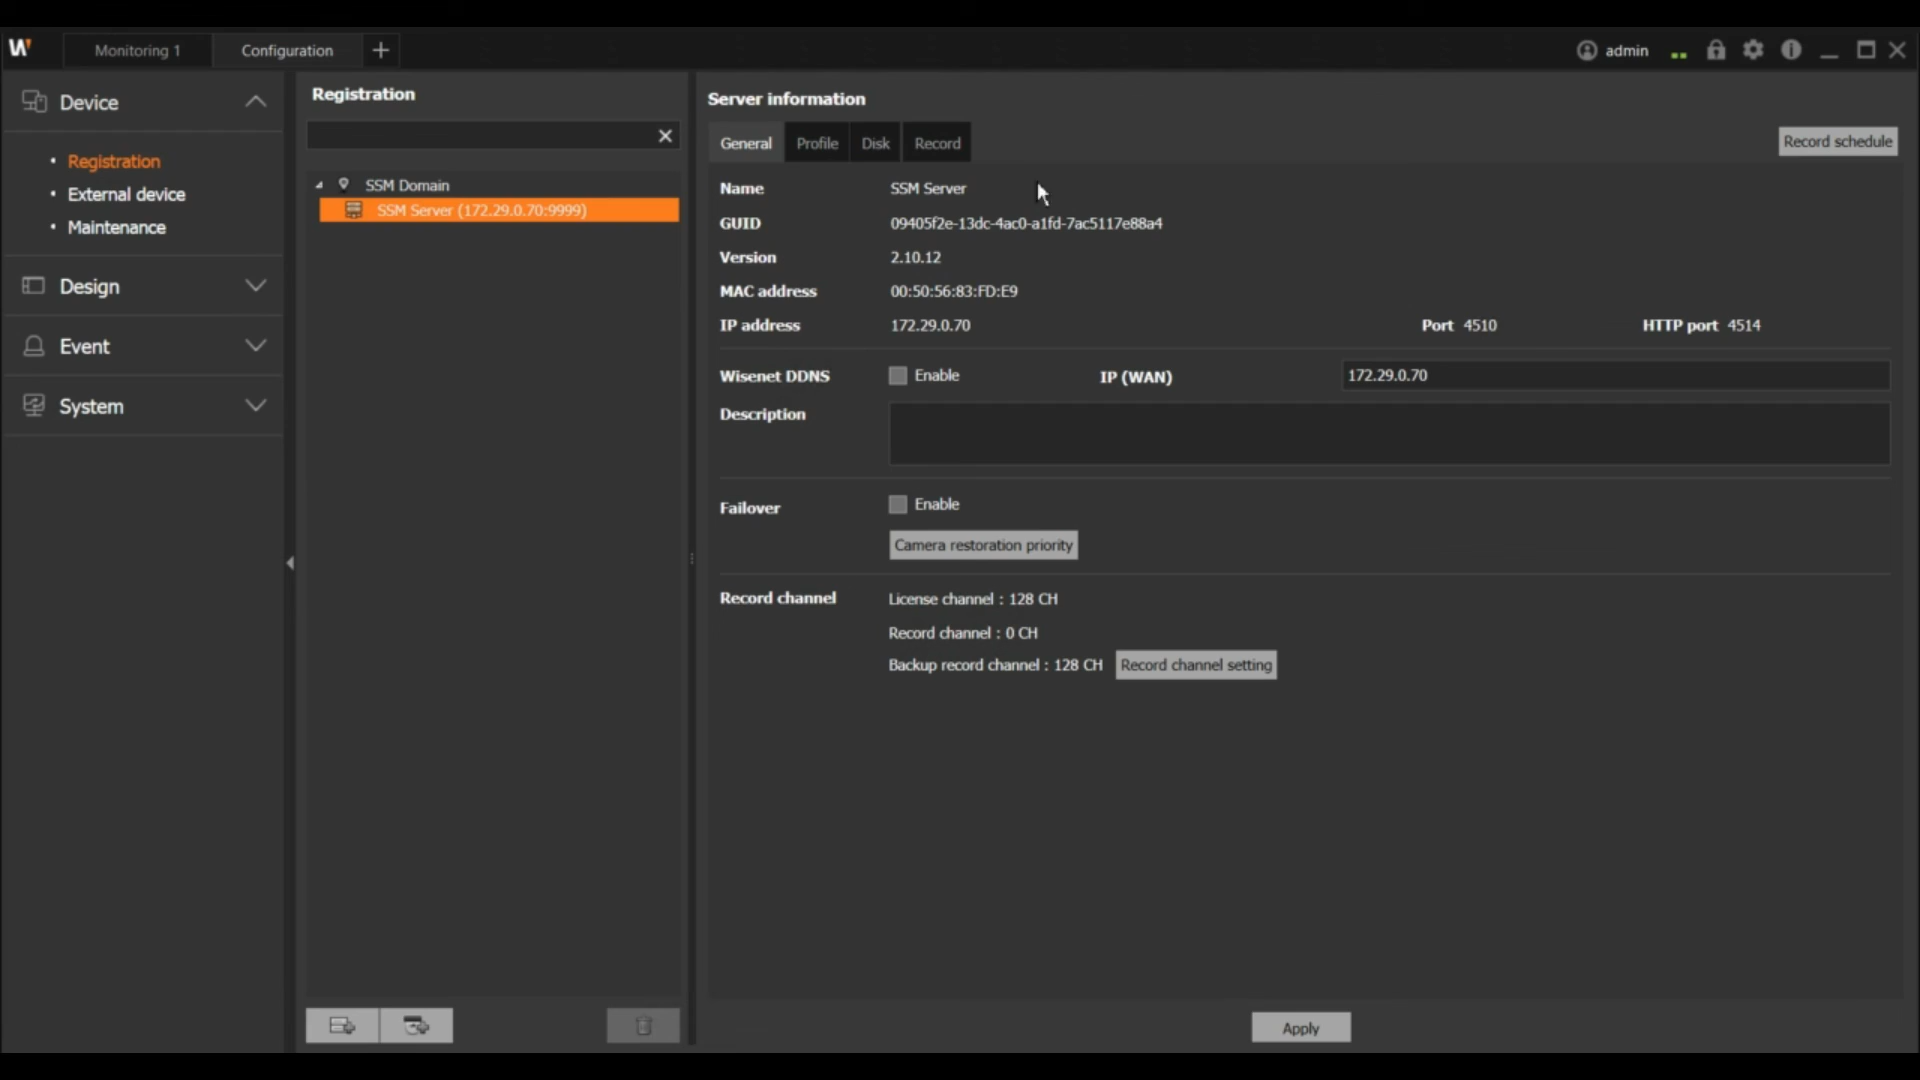 W Monitoring 1 Configuration + admin
Device
• Registration
• External device
• Maintenance
Design
Event
System
Registration
SSM Domain
SSM Server (172.29.0.70:9999)
Server information
General Profile Disk Record Record schedule
Name SSM Server
GUID 09405f2e-13dc-4ac0-a1fd-7ac5117e88a4
Version 2.10.12
MAC address 00:50:56:83:FD:E9
IP address 172.29.0.70 Port 4510 HTTP port 4514
Wisenet DDNS Enable IP (WAN) 172.29.0.70
Description
Failover Enable
Camera restoration priority
Record channel License channel : 128 CH
Record channel : 0 CH
Backup record channel : 128 CH Record channel setting
Apply